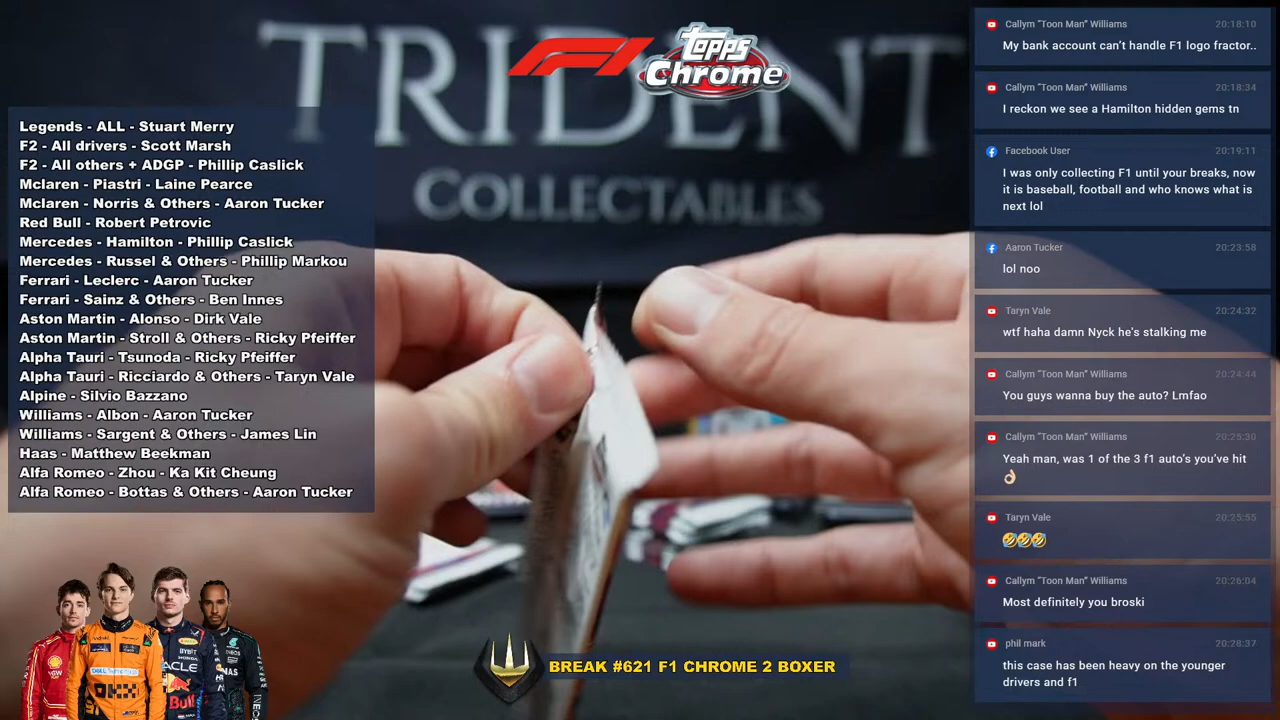 TRIDENT
COLLECTABLES
F1
TOPPS
Chrome
Legends - ALL - Stuart Merry
F2 - All drivers - Scott Marsh
F2 - All others + ADGP - Phillip Caslick
Mclaren - Piastri - Laine Pearce
Mclaren - Norris & Others - Aaron Tucker
Red Bull - Robert Petrovic
Mercedes - Hamilton - Phillip Caslick
Mercedes - Russel & Others - Phillip Markou
Ferrari - Leclerc - Aaron Tucker
Ferrari - Sainz & Others - Ben Innes
Aston Martin - Alonso - Dirk Vale
Aston Martin - Stroll & Others - Ricky Pfeiffer
Alpha Tauri - Tsunoda - Ricky Pfeiffer
Alpha Tauri - Ricciardo & Others - Taryn Vale
Alpine - Silvio Bazzano
Williams - Albon - Aaron Tucker
Williams - Sargent & Others - James Lin
Haas - Matthew Beekman
Alfa Romeo - Zhou - Ka Kit Cheung
Alfa Romeo - Bottas & Others - Aaron Tucker
BREAK #621 F1 CHROME 2 BOXER
Callym "Toon Man" Williams 20:18:10
My bank account can't handle F1 logo fractor..
Callym "Toon Man" Williams 20:18:34
I reckon we see a Hamilton hidden gems tn
Facebook User 20:19:11
I was only collecting F1 until your breaks, now
it is baseball, football and who knows what is
next lol
Aaron Tucker 20:23:58
lol noo
Taryn Vale 20:24:32
wtf haha damn Nyck he's stalking me
Callym "Toon Man" Williams 20:24:44
You guys wanna buy the auto? Lmfao
Callym "Toon Man" Williams 20:25:30
Yeah man, was 1 of the 3 f1 auto's you've hit
👌🏻
Taryn Vale 20:25:55
🤣🤣🤣
Callym "Toon Man" Williams 20:26:04
Most definitely you broski
phil mark 20:28:37
this case has been heavy on the younger
drivers and f1